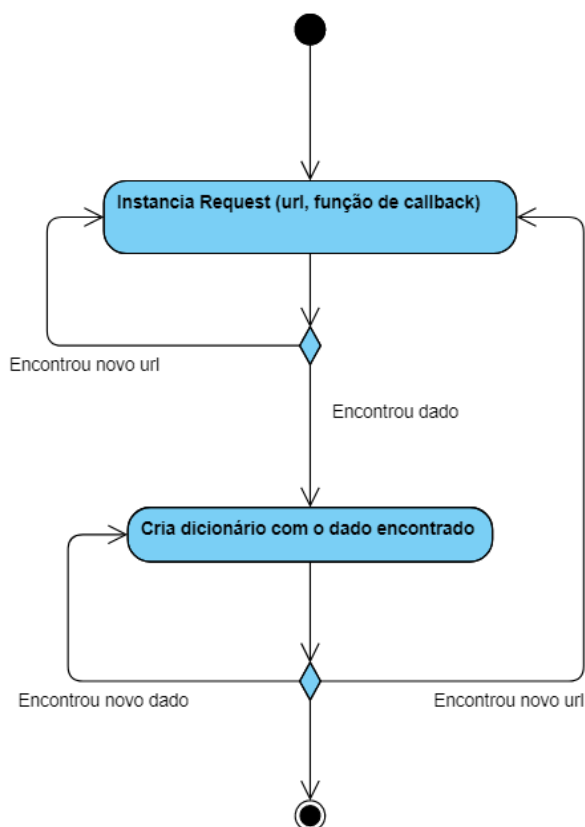 Instancia Request (url, função de callback)
Encontrou novo url
Encontrou dado
Cria dicionário com o dado encontrado
Encontrou novo dado
Encontrou novo url